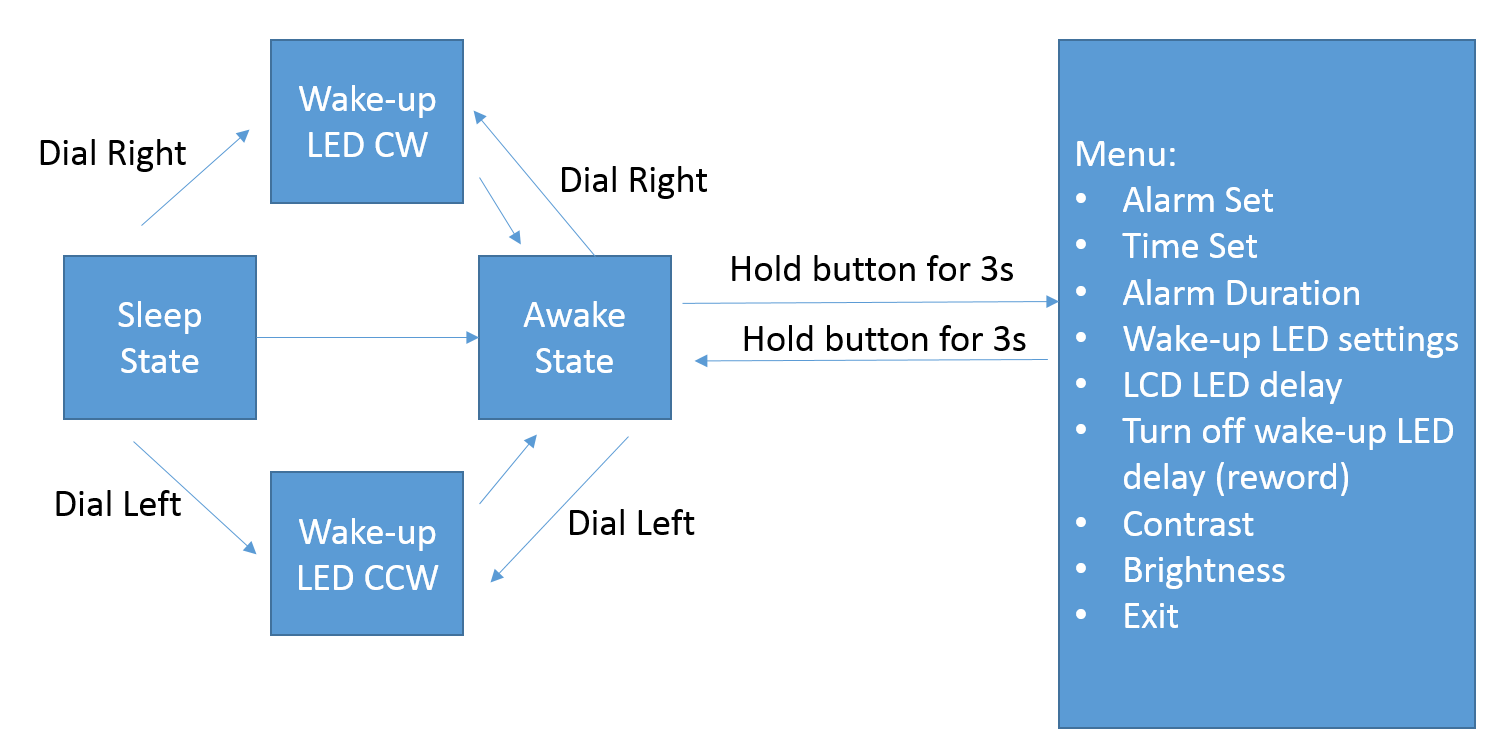 Wake-up
LED CW
Dial Right
Dial Right
Sleep
State
Awake
State
Hold button for 3s
Hold button for 3s
Dial Left
Wake-up
LED CCW
Dial Left
Menu:
• Alarm Set
• Time Set
• Alarm Duration
• Wake-up LED settings
• LCD LED delay
• Turn off wake-up LED
delay (reword)
• Contrast
• Brightness
• Exit